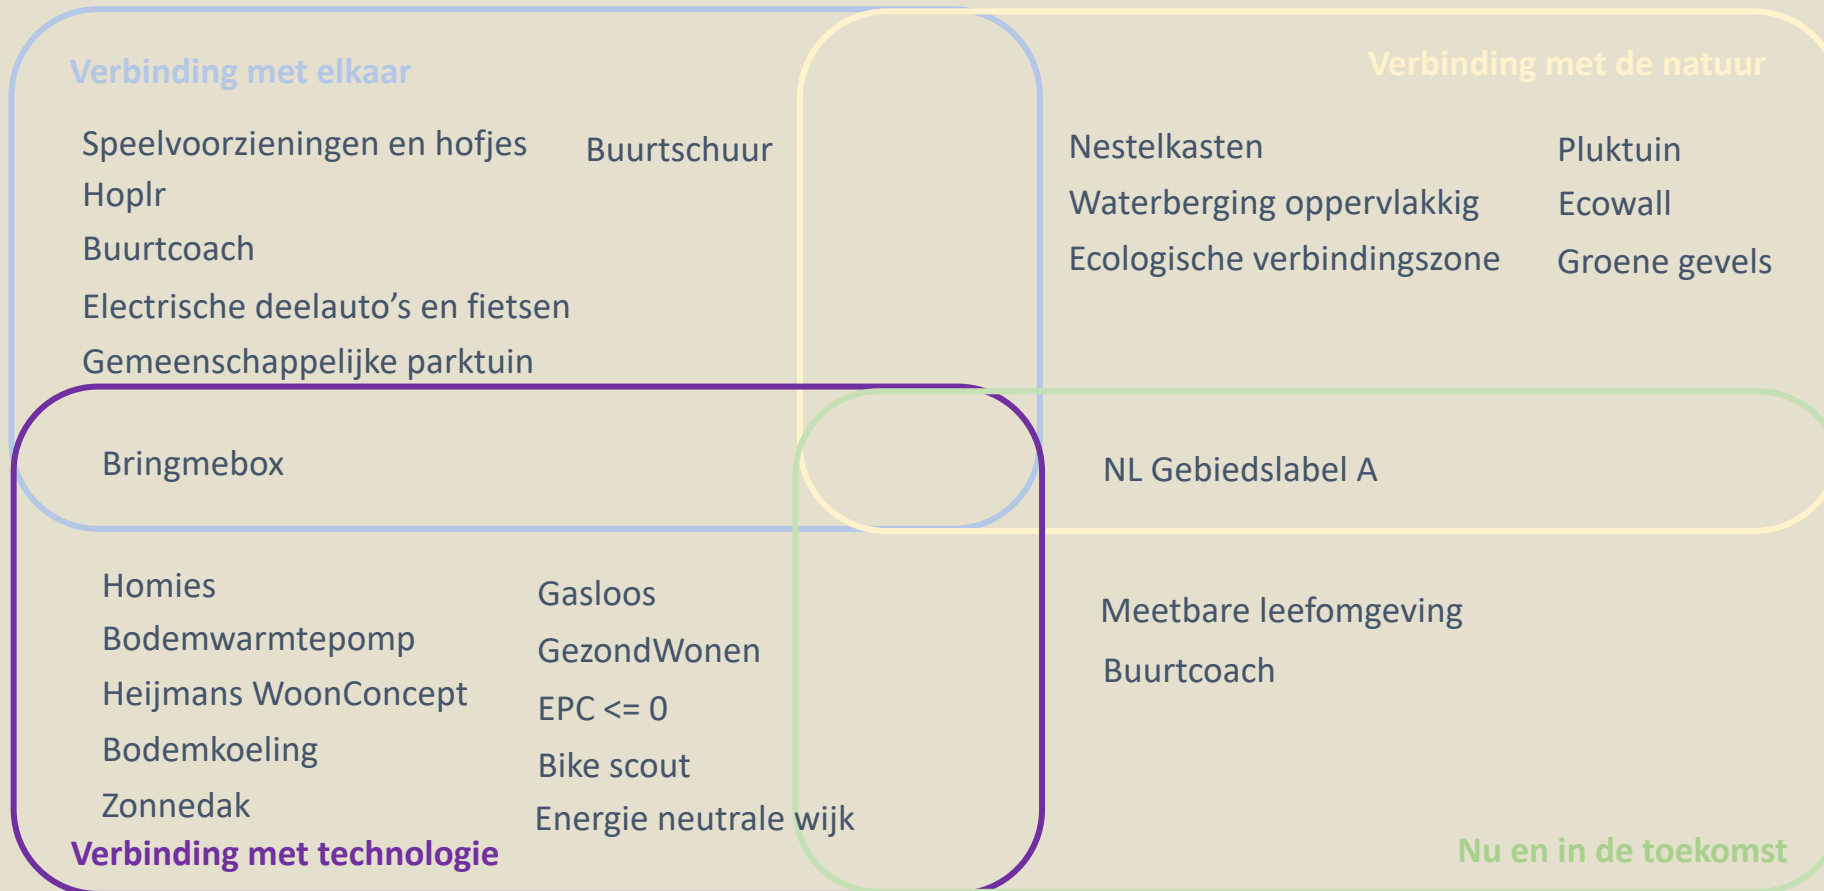 Verbinding met elkaar
Speelvoorzieningen en hofjes
Hoplr
Buurtcoach
Electrische deelauto’s en fietsen
Gemeenschappelijke parktuin
Buurtschuur
Verbinding met de natuur
Nestelkasten
Waterberging oppervlakkig
Ecologische verbindingszone
Pluktuin
Ecowall
Groene gevels
Bringmebox
NL Gebiedslabel A
Homies
Bodemwarmtepomp
Heijmans WoonConcept
Bodemkoeling
Zonnedak
Gasloos
GezondWonen
EPC <= 0
Bike scout
Energie neutrale wijk
Verbinding met technologie
Meetbare leefomgeving
Buurtcoach
Nu en in de toekomst